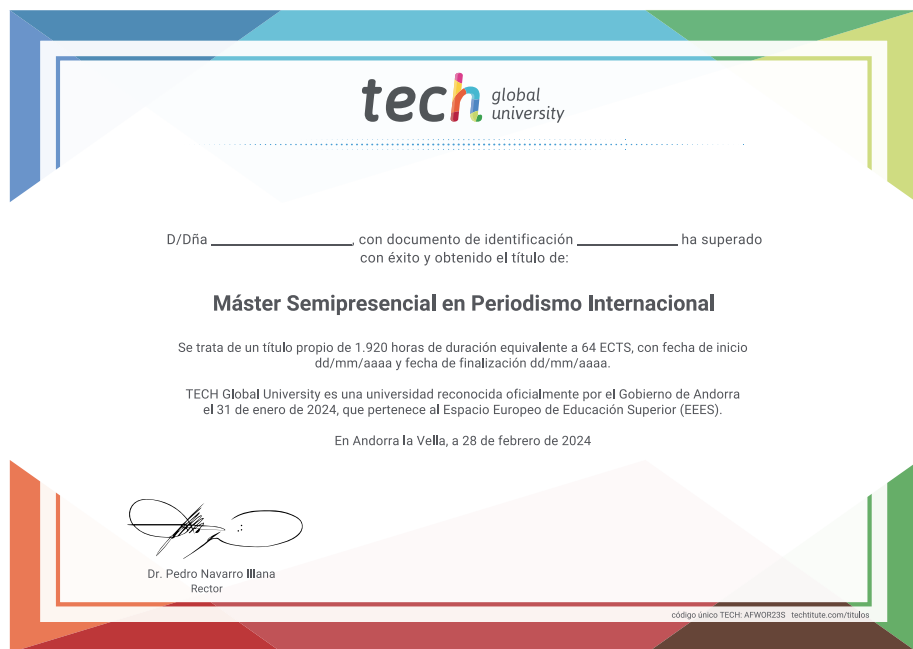 tech global
university
D/Dña ______________, con documento de identificación ____________ ha superado
con éxito y obtenido el título de:
Máster Semipresencial en Periodismo Internacional
Se trata de un título propio de 1.920 horas de duración equivalente a 64 ECTS, con fecha de inicio
dd/mm/aaaa y fecha de finalización dd/mm/aaaa.
TECH Global University es una universidad reconocida oficialmente por el Gobierno de Andorra
el 31 de enero de 2024, que pertenece al Espacio Europeo de Educación Superior (EEES).
En Andorra la Vella, a 28 de febrero de 2024
Dr. Pedro Navarro Illana
Rector
código único TECH: AFWOR23S techtitute.com/titulos